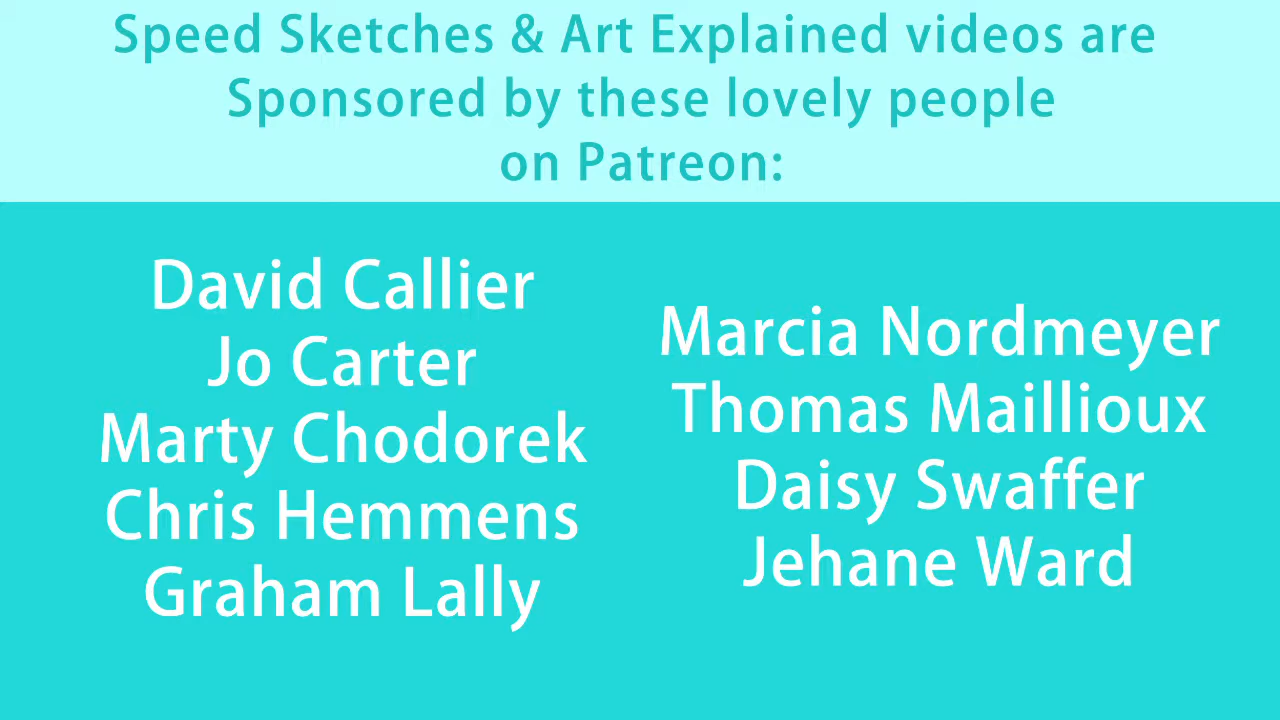 Speed Sketches & Art Explained videos are
Sponsored by these lovely people
on Patreon:
David Callier
Jo Carter
Marty Chodorek
Chris Hemmens
Graham Lally
Marcia Nordmeyer
Thomas Maillioux
Daisy Swaffer
Jehane Ward